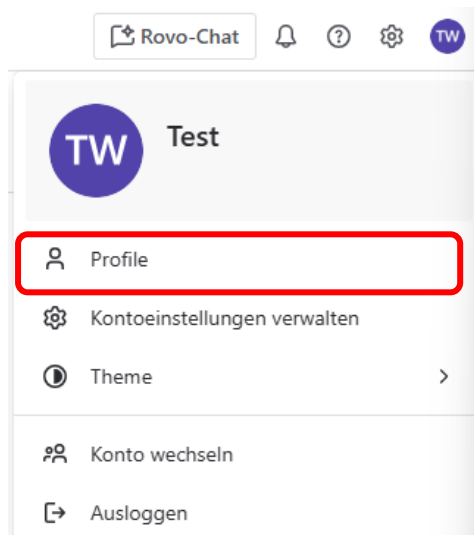 Rovo-Chat
TW
TW
Test
Profile
Kontoeinstellungen verwalten
Theme
Konto wechseln
Ausloggen